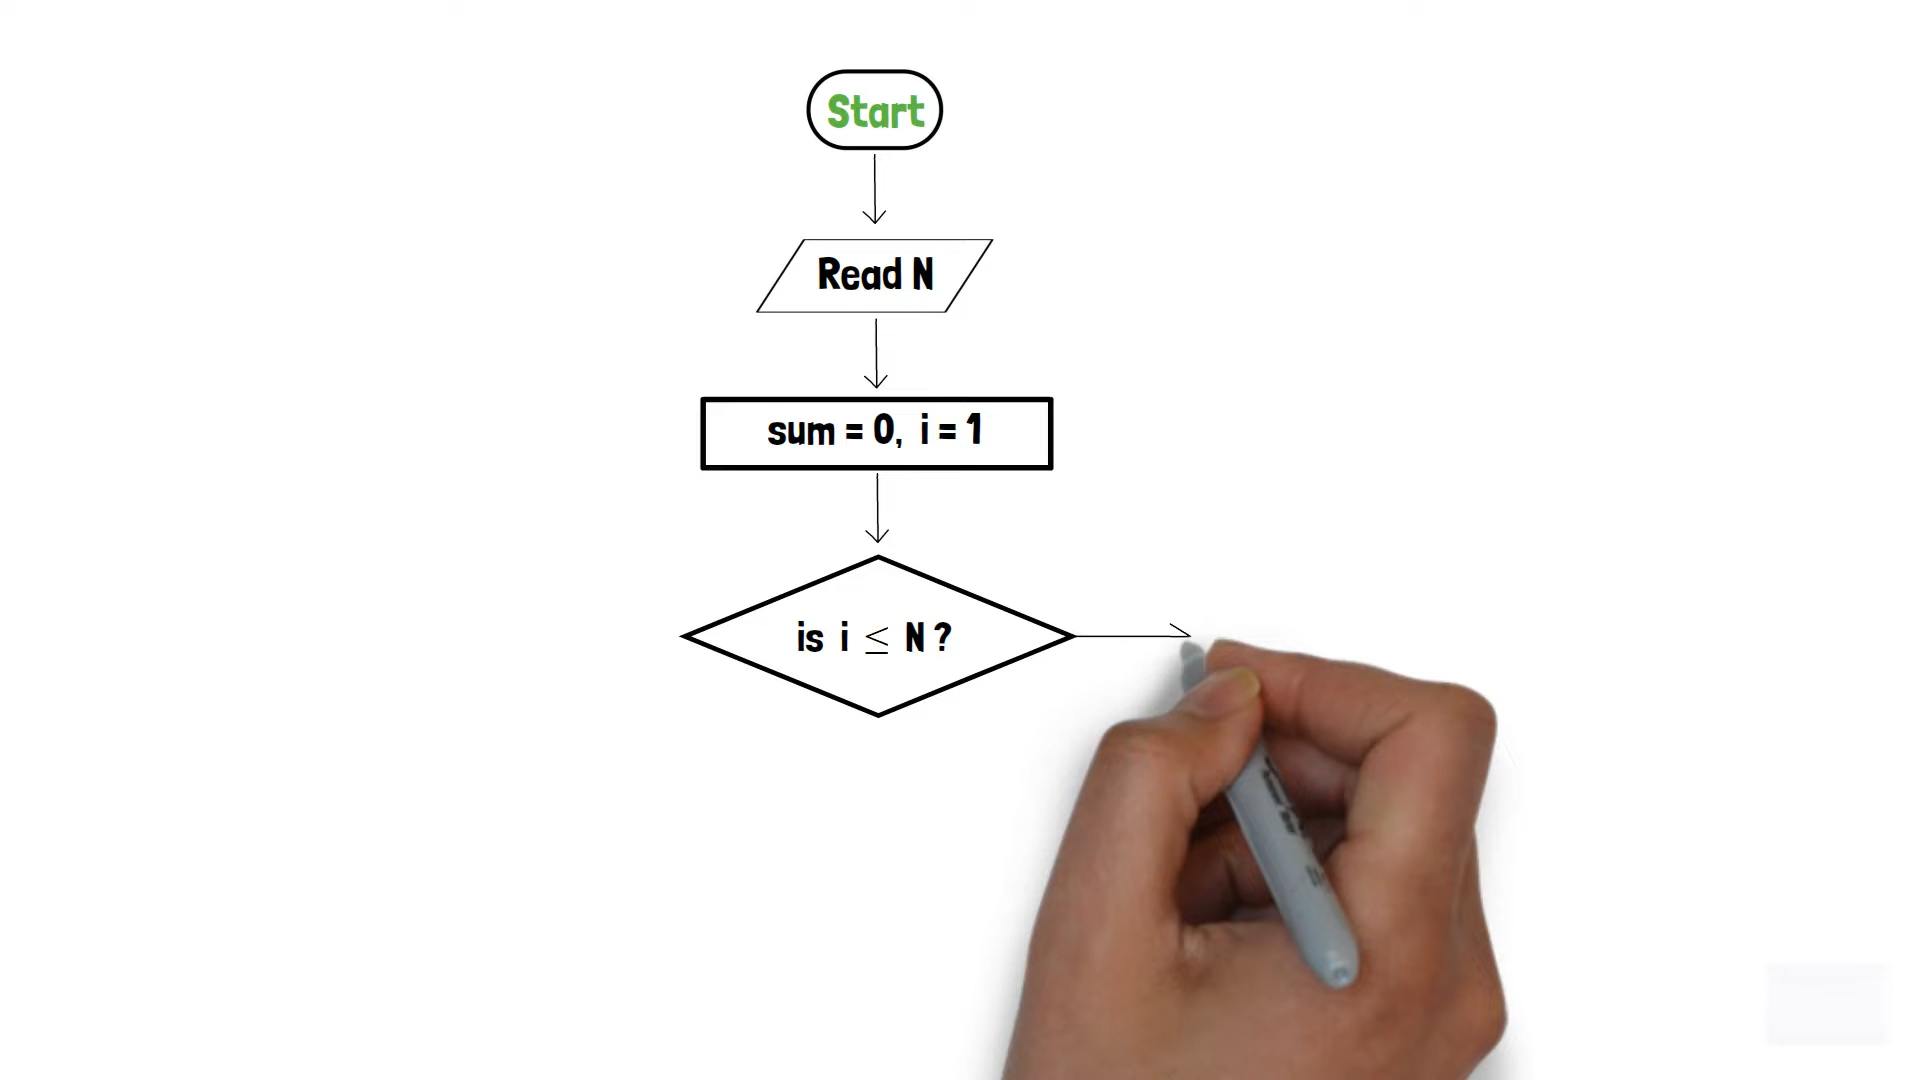 Start
Read N
sum = 0, i = 1
is i ≤ N ?